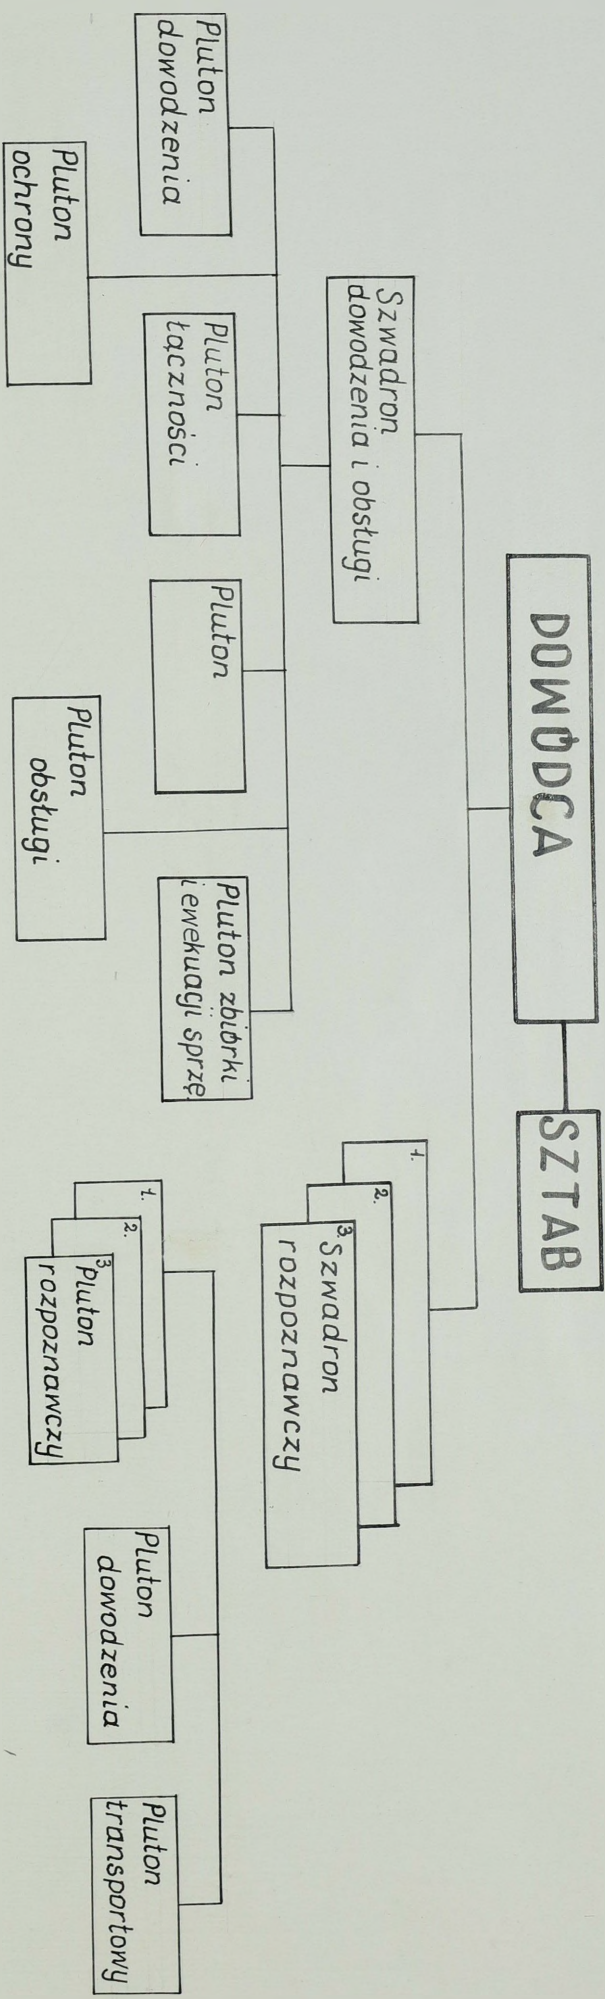 DOWÓDCA
SZTAB
Szwadron
dowodzenia i obsługi
1.
2.
3. Szwadron
rozpoznawczy
Pluton
dowodzenia
Pluton
łączności
Pluton
Pluton zbiórki
i ewekuacji sprzę.
Pluton
ochrony
Pluton
obsługi
1.
2.
3. Pluton
rozpoznawczy
Pluton
dowodzenia
Pluton
transportowy